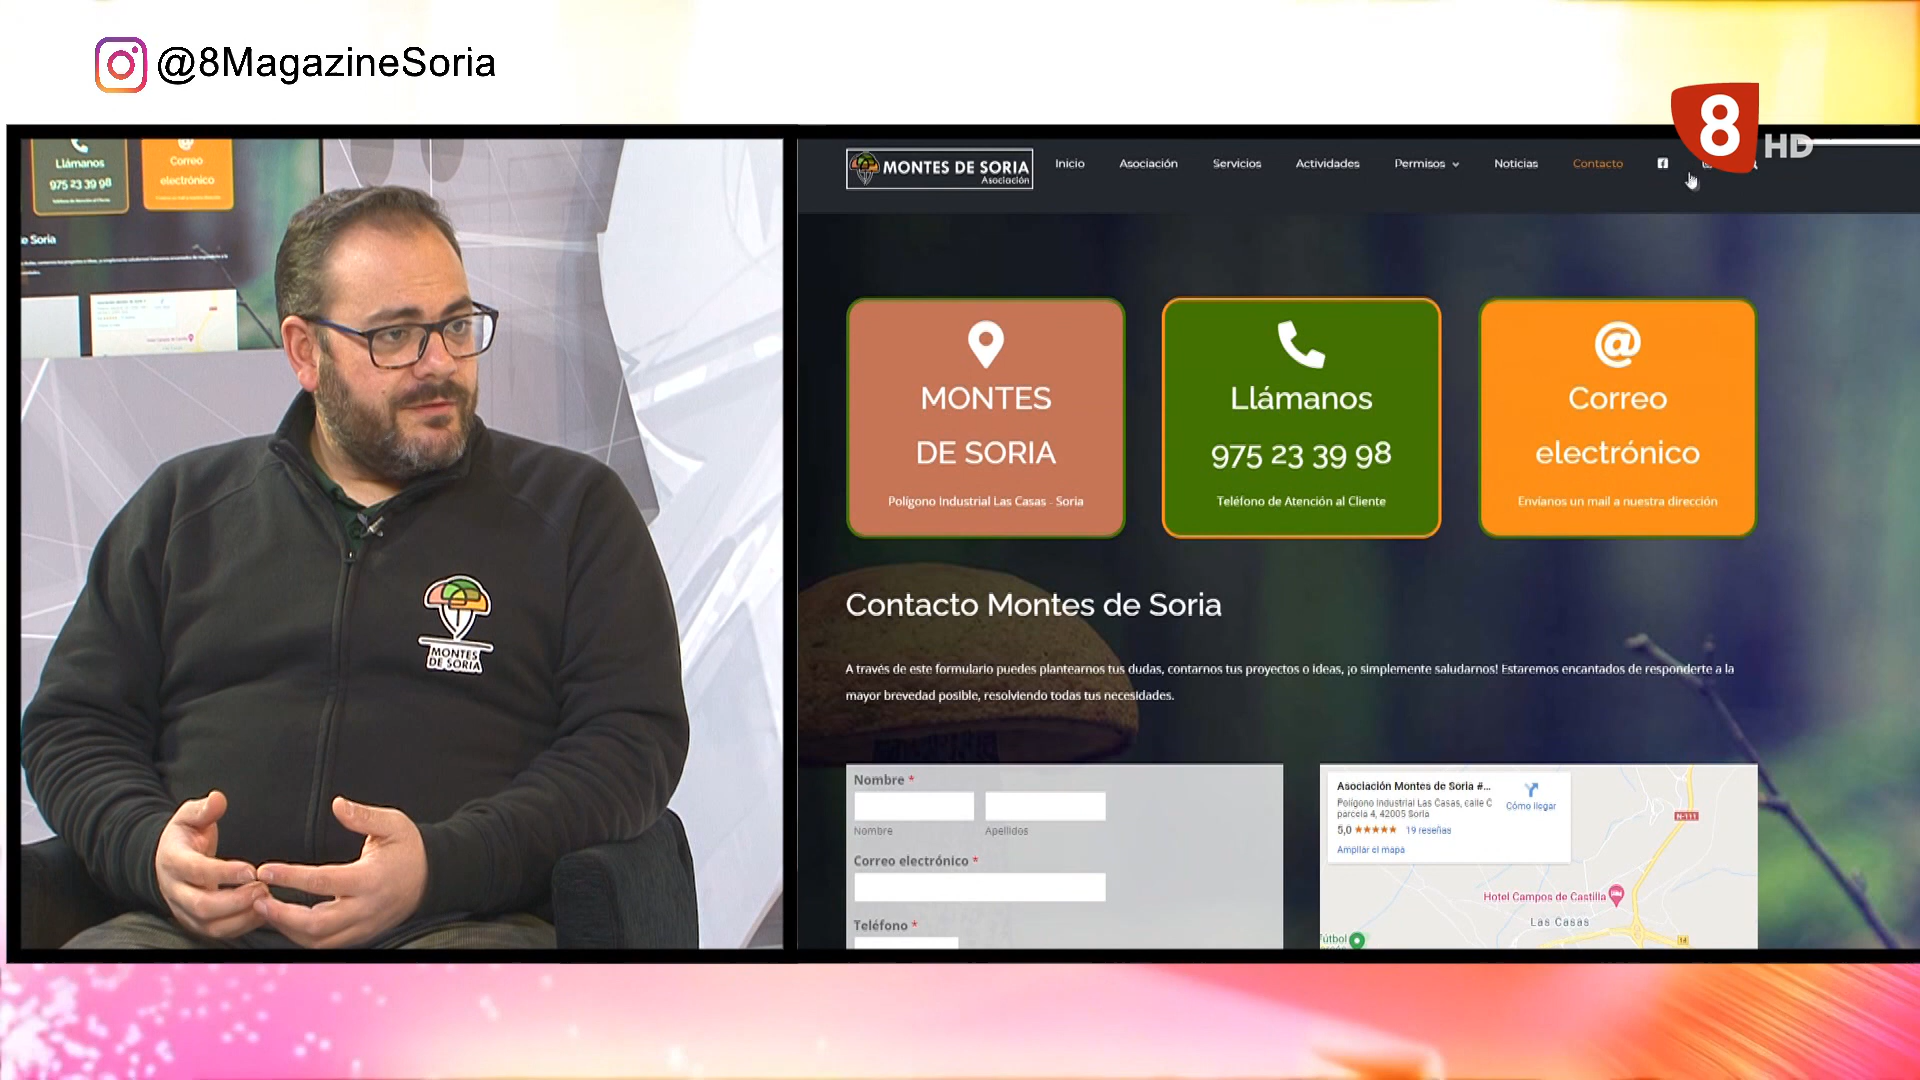 @8MagazineSoria
8
HD
Llámanos
975 23 39 98
Correo
electrónico
Soria
MONTES
DE SORIA
MONTES DE SORIA
Asociación
Inicio
Asociación
Servicios
Actividades
Permisos
Noticias
Contacto
MONTES
DE SORIA
Polígono Industrial Las Casas - Soria
Llámanos
975 23 39 98
Teléfono de Atención al Cliente
@
Correo
electrónico
Envíanos un mail a nuestra dirección
Contacto Montes de Soria
A través de este formulario puedes plantearnos tus dudas, contarnos tus proyectos o ideas, ¡o simplemente saludarnos! Estaremos encantados de responderte a la
mayor brevedad posible, resolviendo todas tus necesidades.
Nombre *
Nombre
Apellidos
Correo electrónico *
Teléfono *
Asociación Montes de Soria #...
Polígono Industrial Las Casas, calle C
parcela 4, 42005 Soria
5,0 ★★★★★ 19 reseñas
Ampliar el mapa
Cómo llegar
N-111
Hotel Campos de Castilla
Las Casas
Fútbol